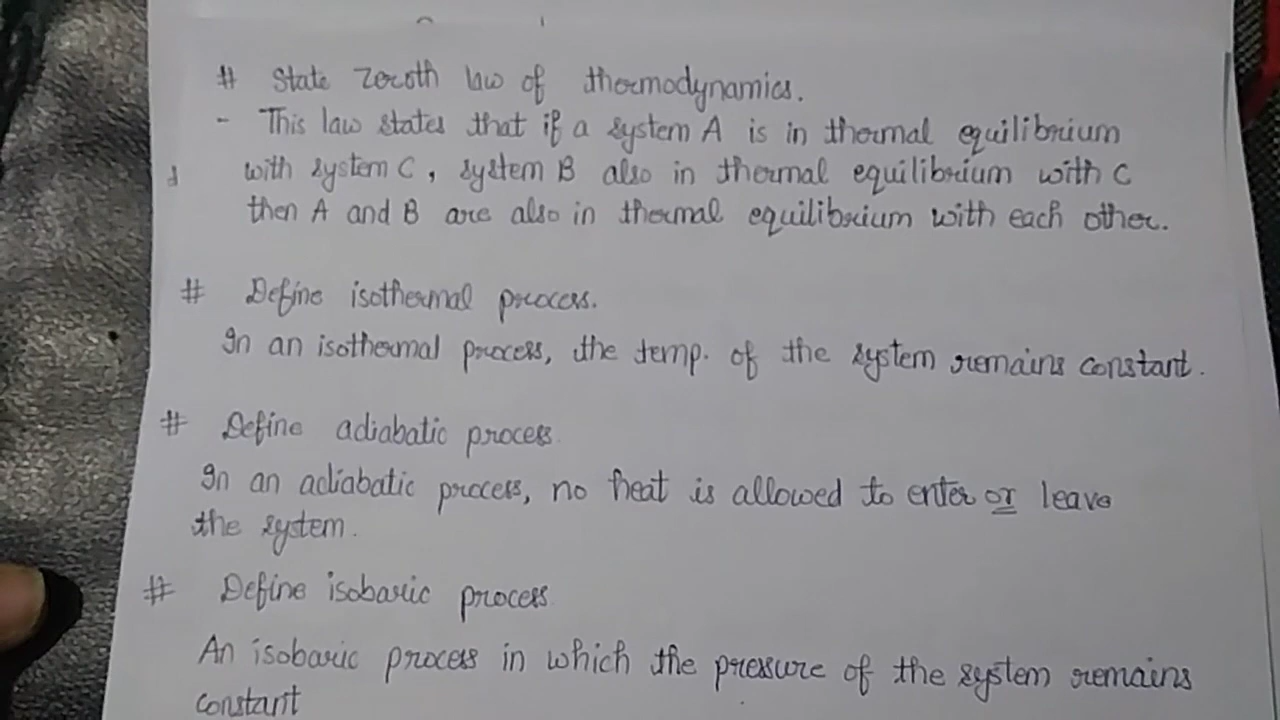 # State zeroth law of thermodynamics.
- This law states that if a system A is in thermal equilibrium
with system C, system B also in thermal equilibrium with C
then A and B are also in thermal equilibrium with each other.
# Define isothermal process.
In an isothermal process, the temp. of the system remains constant.
# Define adiabatic process.
In an adiabatic process, no heat is allowed to enter or leave
the system.
# Define isobaric process.
An isobaric process in which the pressure of the system remains
constant